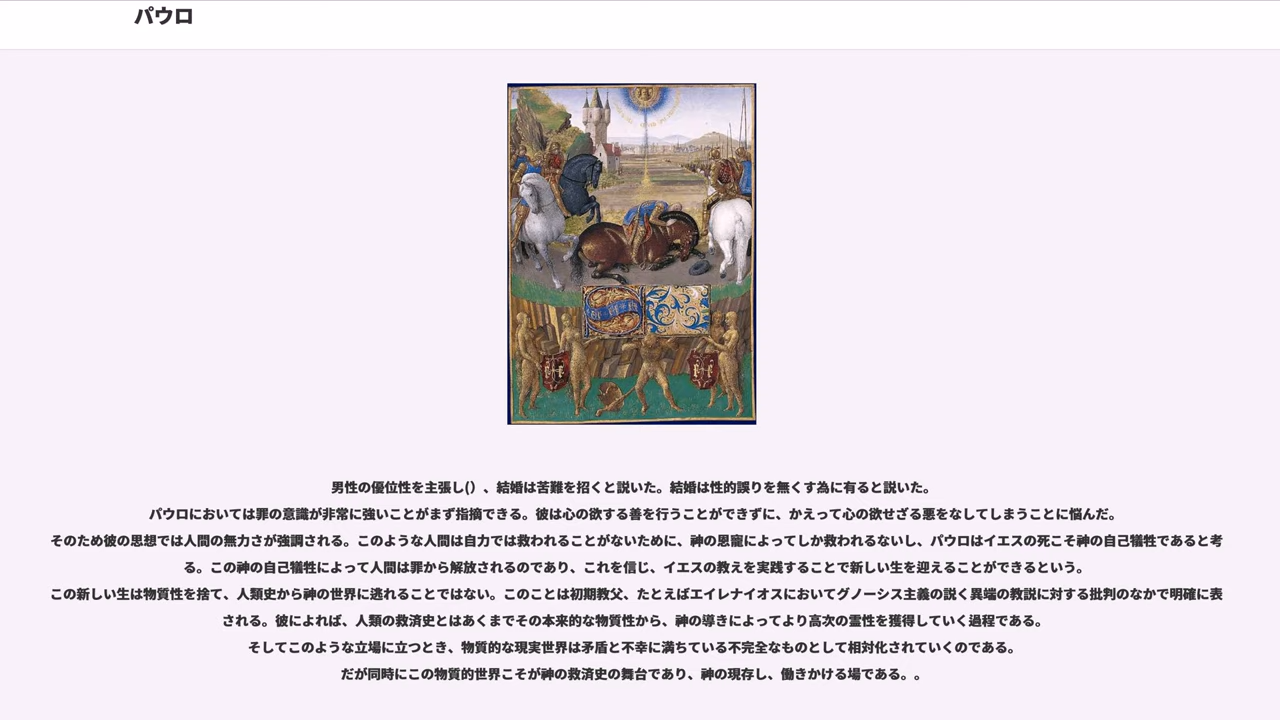 パウロ
男性の優位性を主張し(）、結婚は苦難を招くと説いた。結婚は性的誤りを無くす為に有ると説いた。
パウロにおいては罪の意識が非常に強いことがまず指摘できる。彼は心の欲する善を行うことができずに、かえって心の欲せざる悪をなしてしまうことに悩んだ。
そのため彼の思想では人間の無力さが強調される。このような人間は自力では救われることがないために、神の恩寵によってしか救われるないし、パウロはイエスの死こそ神の自己犠牲であると考
る。この神の自己犠牲によって人間は罪から解放されるのであり、これを信じ、イエスの教えを実践することで新しい生を迎えることができるという。
この新しい生は物質性を捨て、人類史から神の世界に逃れることではない。このことは初期教父、たとえばエイレナイオスにおいてグノーシス主義の説く異端の教説に対する批判のなかで明確に表
される。彼によれば、人類の救済史とはあくまでその本来的な物質性から、神の導きによってより高次の霊性を獲得していく過程である。
そしてこのような立場に立つとき、物質的な現実世界は矛盾と不幸に満ちている不完全なものとして相対化されていくのである。
だが同時にこの物質的世界こそが神の救済史の舞台であり、神の現存し、働きかける場である。。